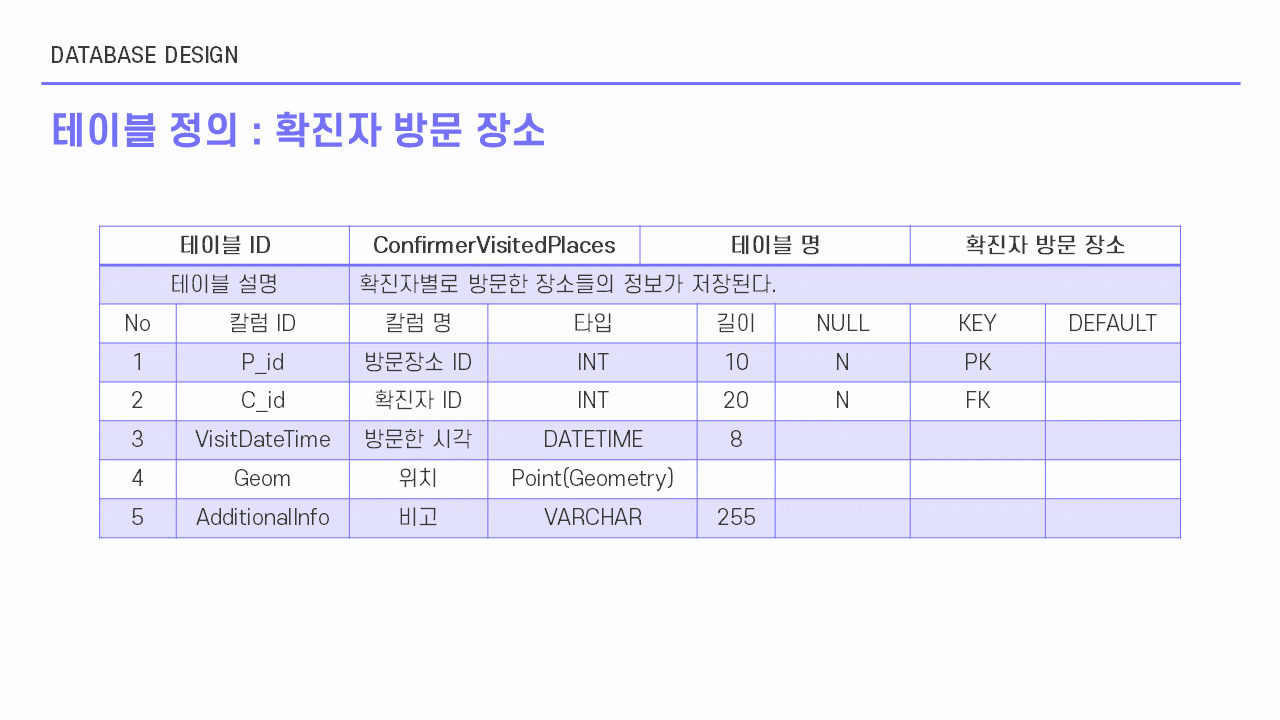 DATABASE DESIGN
테이블 정의 : 확진자 방문 장소
테이블 ID ConfirmerVisitedPlaces 테이블 명 확진자 방문 장소
테이블 설명 확진자별로 방문한 장소들의 정보가 저장된다.
No 칼럼 ID 칼럼 명 타입 길이 NULL KEY DEFAULT
1 P_id 방문장소 ID INT 10 N PK
2 C_id 확진자 ID INT 20 N FK
3 VisitDateTime 방문한 시각 DATETIME 8
4 Geom 위치 Point(Geometry)
5 AdditionalInfo 비고 VARCHAR 255